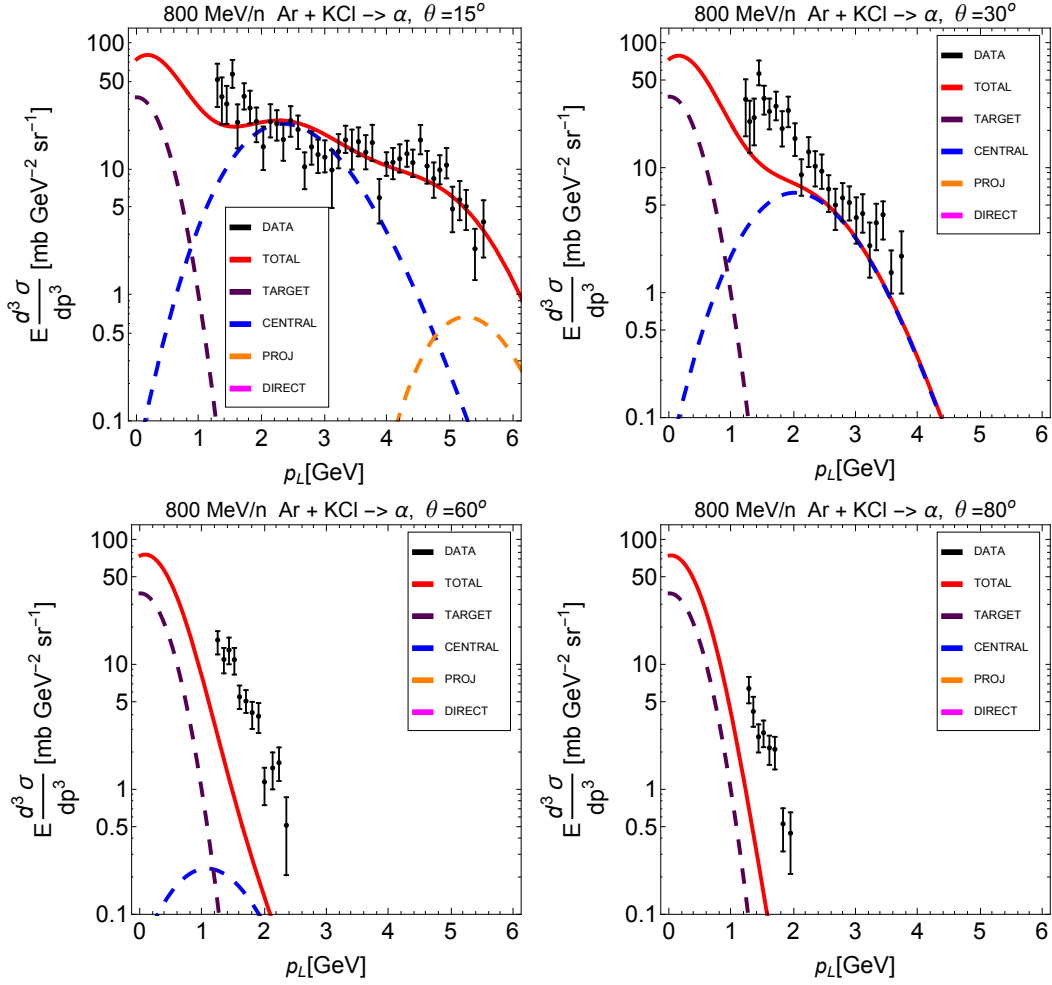 800 MeV/n Ar + KCl -> α, θ =15°
E d³ σ / dp³ [mb GeV⁻² sr⁻¹]
100
50
10
5
1
0.5
0.1
DATA
TOTAL
TARGET
CENTRAL
PROJ
DIRECT
0 1 2 3 4 5 6
p_L[GeV]
800 MeV/n Ar + KCl -> α, θ =30°
E d³ σ / dp³ [mb GeV⁻² sr⁻¹]
100
50
10
5
1
0.5
0.1
DATA
TOTAL
TARGET
CENTRAL
PROJ
DIRECT
0 1 2 3 4 5 6
p_L[GeV]
800 MeV/n Ar + KCl -> α, θ =60°
E d³ σ / dp³ [mb GeV⁻² sr⁻¹]
100
50
10
5
1
0.5
0.1
DATA
TOTAL
TARGET
CENTRAL
PROJ
DIRECT
0 1 2 3 4 5 6
p_L[GeV]
800 MeV/n Ar + KCl -> α, θ =80°
E d³ σ / dp³ [mb GeV⁻² sr⁻¹]
100
50
10
5
1
0.5
0.1
DATA
TOTAL
TARGET
CENTRAL
PROJ
DIRECT
0 1 2 3 4 5 6
p_L[GeV]